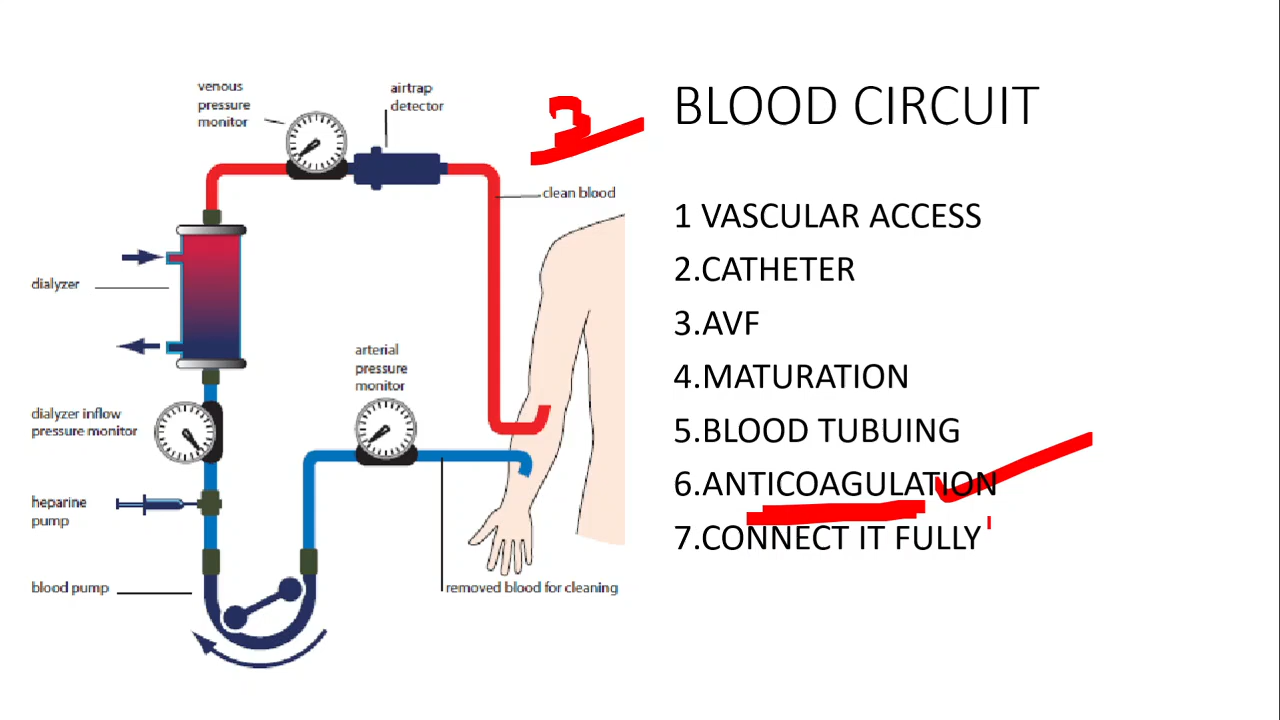 venous
pressure
monitor
airtrap
detector
3
clean blood
dialyzer
arterial
pressure
monitor
dialyzer inflow
pressure monitor
heparine
pump
blood pump
removed blood for cleaning
BLOOD CIRCUIT
1 VASCULAR ACCESS
2.CATHETER
3.AVF
4.MATURATION
5.BLOOD TUBUING
6.ANTICOAGULATION
7.CONNECT IT FULLY